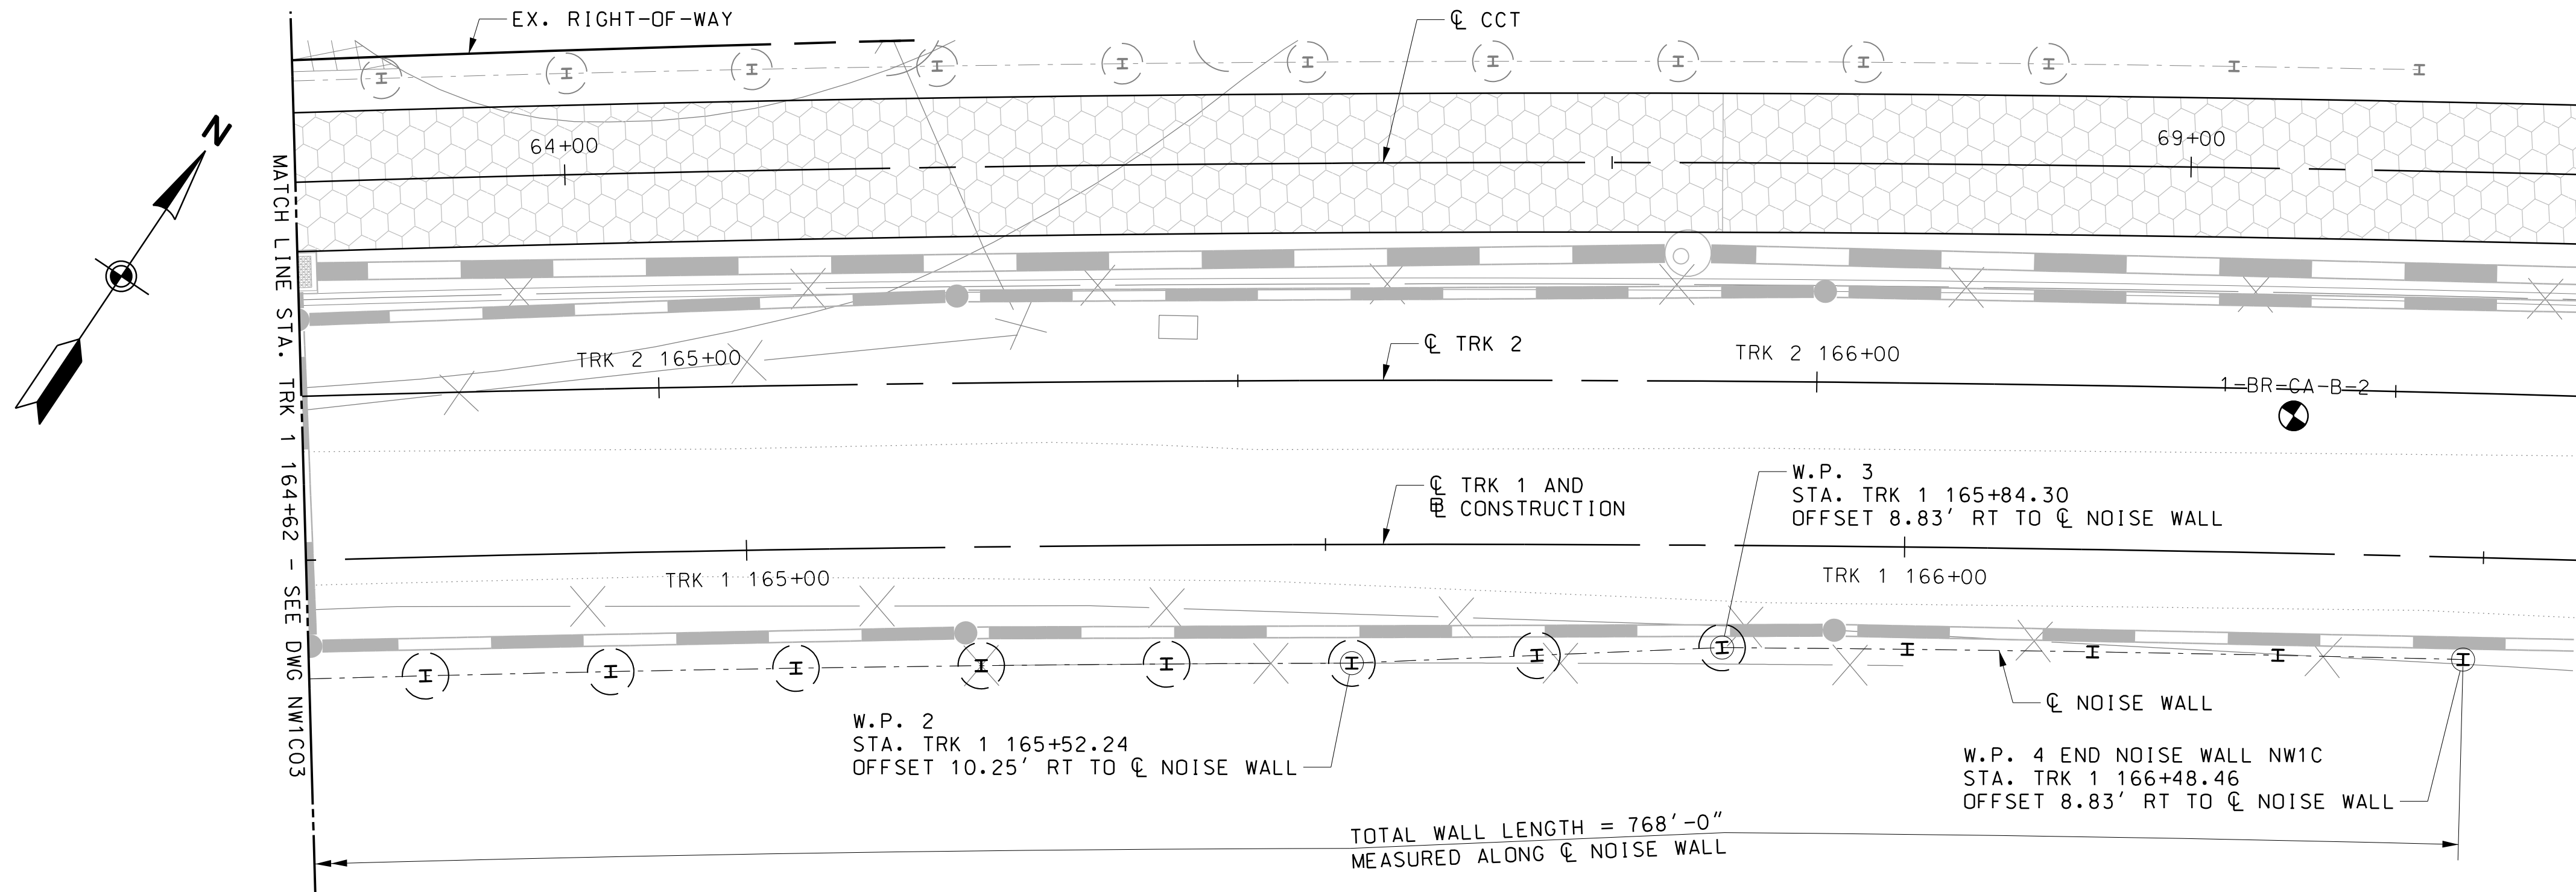 EX. RIGHT-OF-WAY
℄ CCT
N
64+00
69+00
MATCH LINE STA. TRK 1 164+62 - SEE DWG NW1C03
TRK 2 165+00
℄ TRK 2
TRK 2 166+00
1-BR-CA-B-2
℄ TRK 1 AND
BL CONSTRUCTION
W.P. 3
STA. TRK 1 165+84.30
OFFSET 8.83' RT TO ℄ NOISE WALL
TRK 1 165+00
TRK 1 166+00
W.P. 2
STA. TRK 1 165+52.24
OFFSET 10.25' RT TO ℄ NOISE WALL
℄ NOISE WALL
W.P. 4 END NOISE WALL NW1C
STA. TRK 1 166+48.46
OFFSET 8.83' RT TO ℄ NOISE WALL
TOTAL WALL LENGTH = 768'-0"
MEASURED ALONG ℄ NOISE WALL